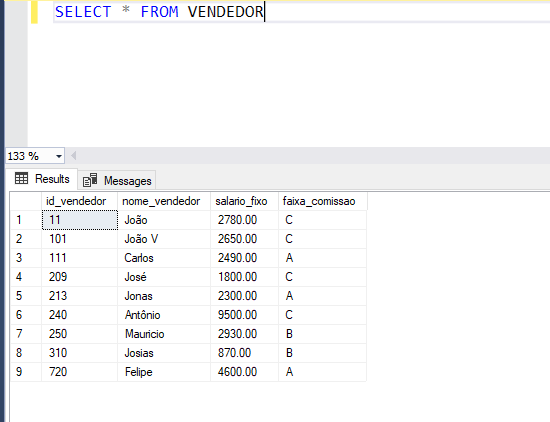 SELECT * FROM VENDEDOR
133 %
Results Messages
id_vendedor nome_vendedor salario_fixo faixa_comissao
1 11 João 2780.00 C
2 101 João V 2650.00 C
3 111 Carlos 2490.00 A
4 209 José 1800.00 C
5 213 Jonas 2300.00 A
6 240 Antônio 9500.00 C
7 250 Mauricio 2930.00 B
8 310 Josias 870.00 B
9 720 Felipe 4600.00 A